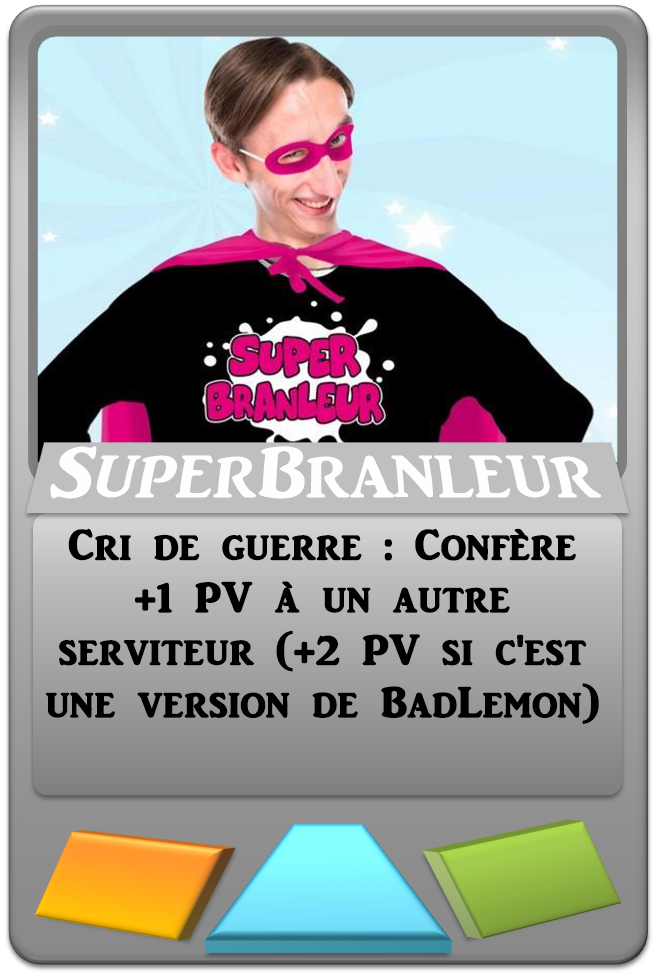 SUPER
BRANLEUR
SUPERBRANLEUR
CRI DE GUERRE : CONFÈRE
+1 PV À UN AUTRE
SERVITEUR (+2 PV SI C'EST
UNE VERSION DE BADLEMON)